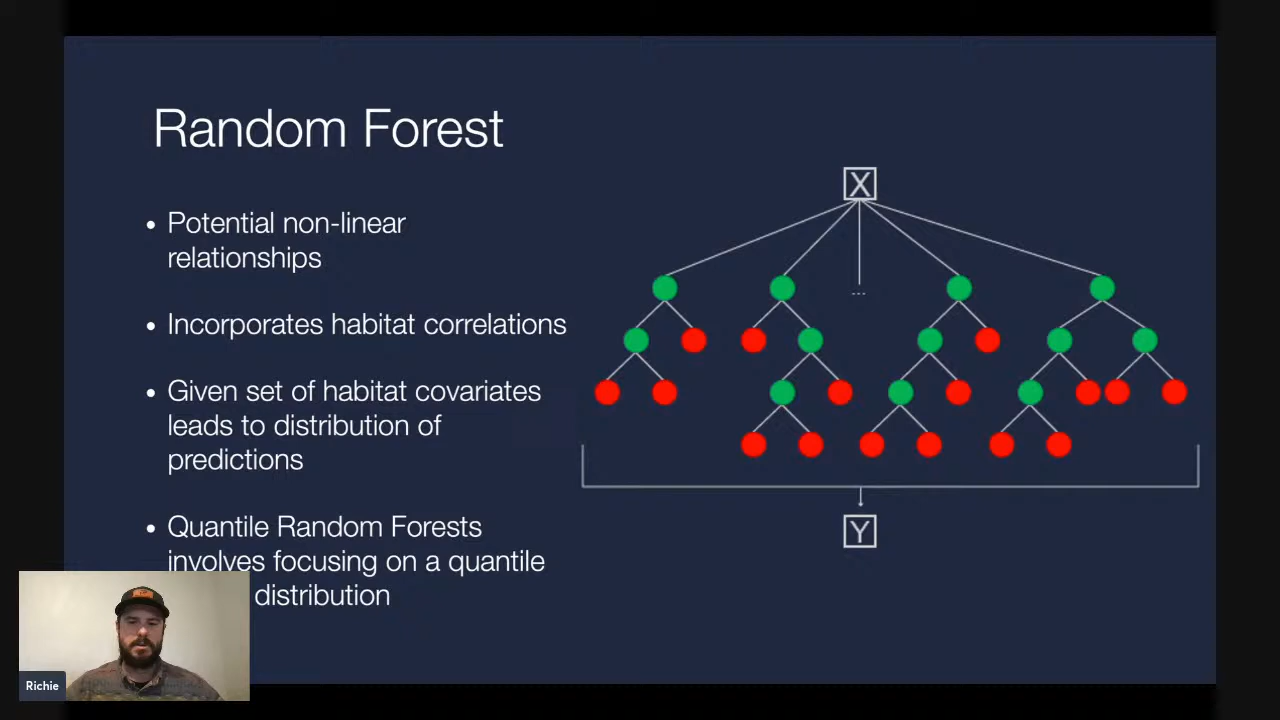 Random Forest
X
• Potential non-linear
relationships
• Incorporates habitat correlations
• Given set of habitat covariates
leads to distribution of
predictions
• Quantile Random Forests
involves focusing on a quantile
distribution
...
Y
Richie